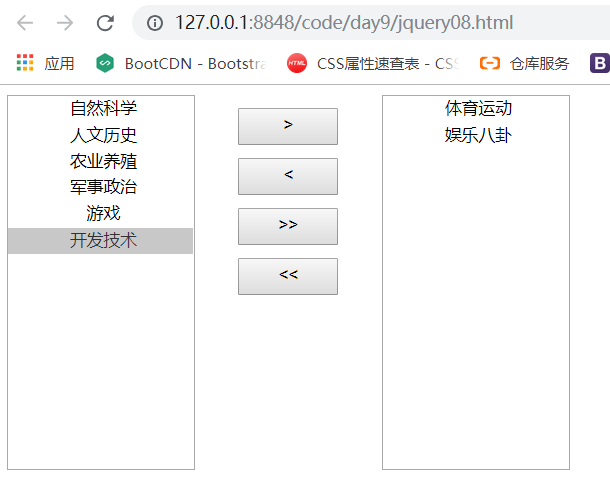 127.0.0.1:8848/code/day9/jquery08.html
应用 BootCDN - Bootstra CSS属性速查表 - CSS 仓库服务 B
自然科学
人文历史
农业养殖
军事政治
游戏
开发技术
>
<
>>
<<
体育运动
娱乐八卦